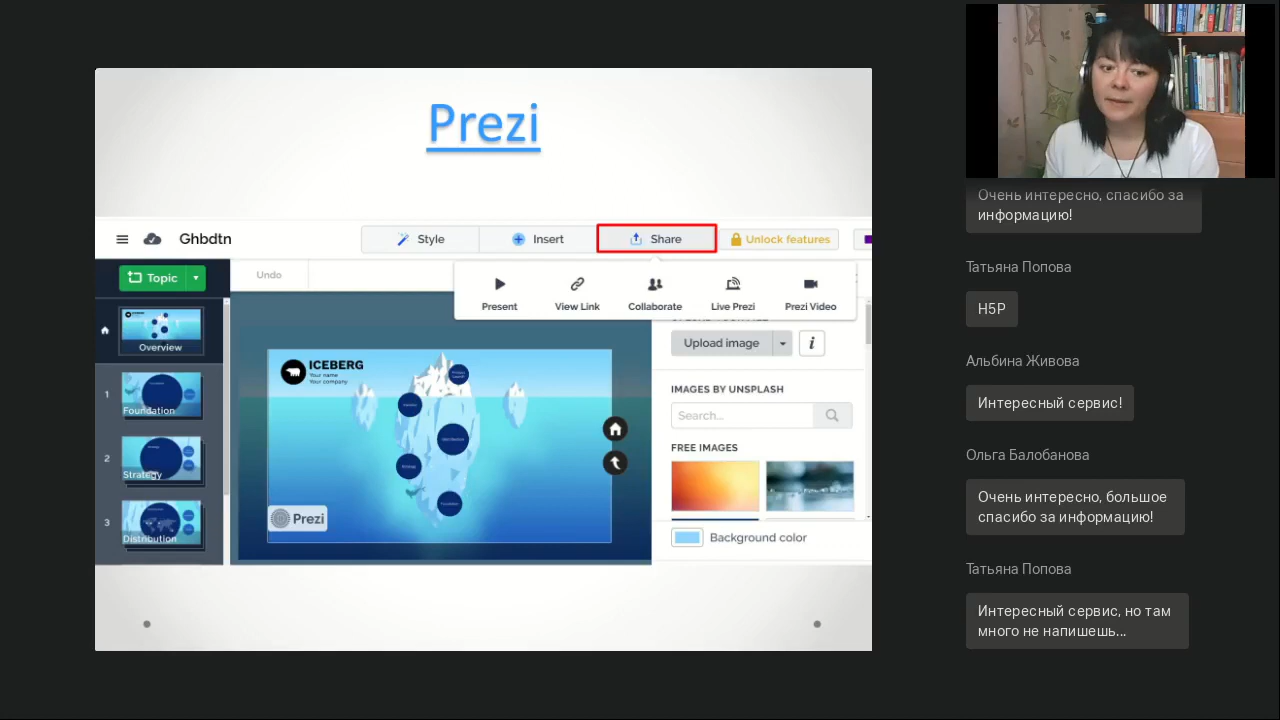 Prezi
Ghbdtn
Style
Insert
Share
Unlock features
Topic
Undo
Present
View Link
Collaborate
Live Prezi
Prezi Video
Overview
1
Foundation
2
Strategy
3
Distribution
ICEBERG
Your name
Your company
Prezi
Upload image
i
IMAGES BY UNSPLASH
Search...
FREE IMAGES
Background color
Очень интересно, спасибо за
информацию!
Татьяна Попова
H5P
Альбина Живова
Интересный сервис!
Ольга Балобанова
Очень интересно, большое
спасибо за информацию!
Татьяна Попова
Интересный сервис, но там
много не напишешь...